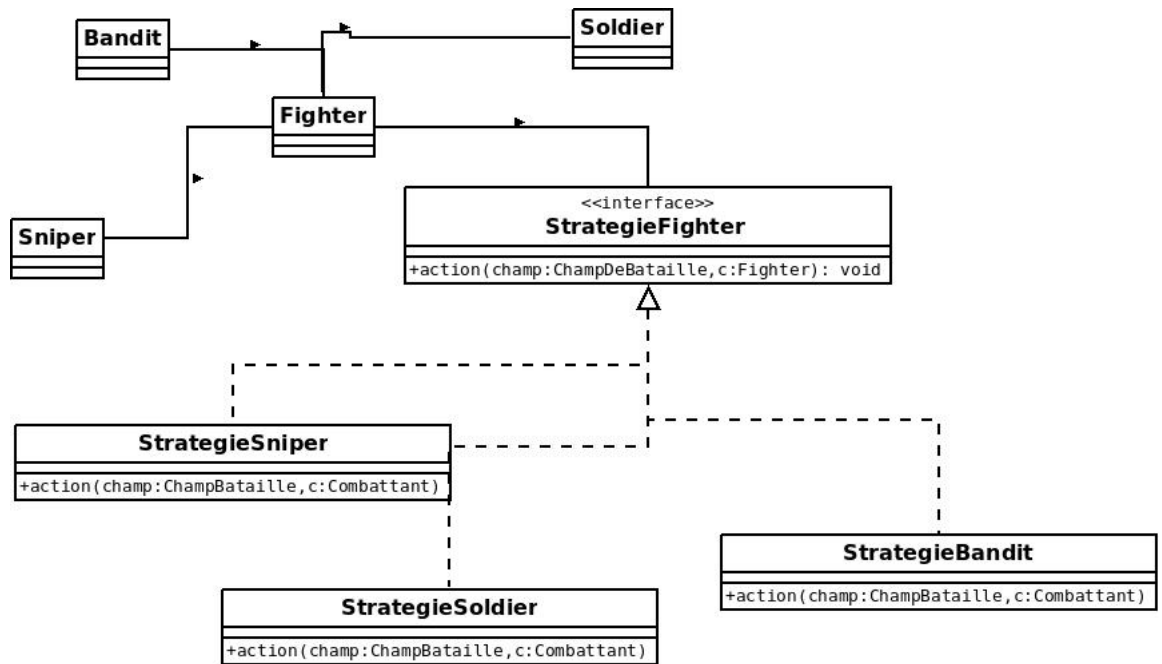 Bandit
Soldier
Fighter
Sniper
<<interface>>
StrategieFighter
+action(champ:ChampDeBataille,c:Fighter): void
StrategieSniper
+action(champ:ChampBataille,c:Combattant)
StrategieBandit
+action(champ:ChampBataille,c:Combattant)
StrategieSoldier
+action(champ:ChampBataille,c:Combattant)